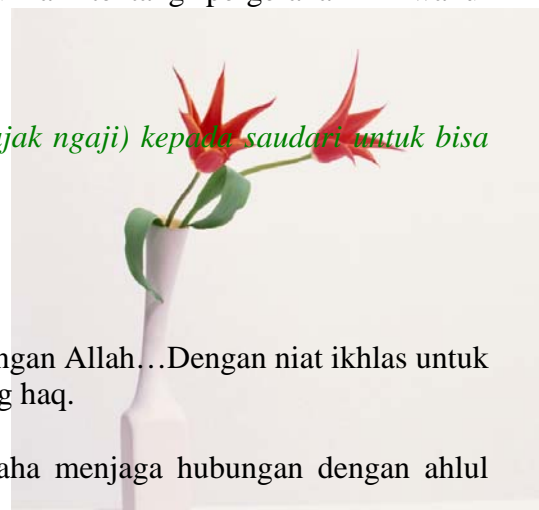 ajak ngaji) kepada saudari untuk bisa
ngan Allah…Dengan niat ikhlas untuk
g haq.
aha menjaga hubungan dengan ahlul